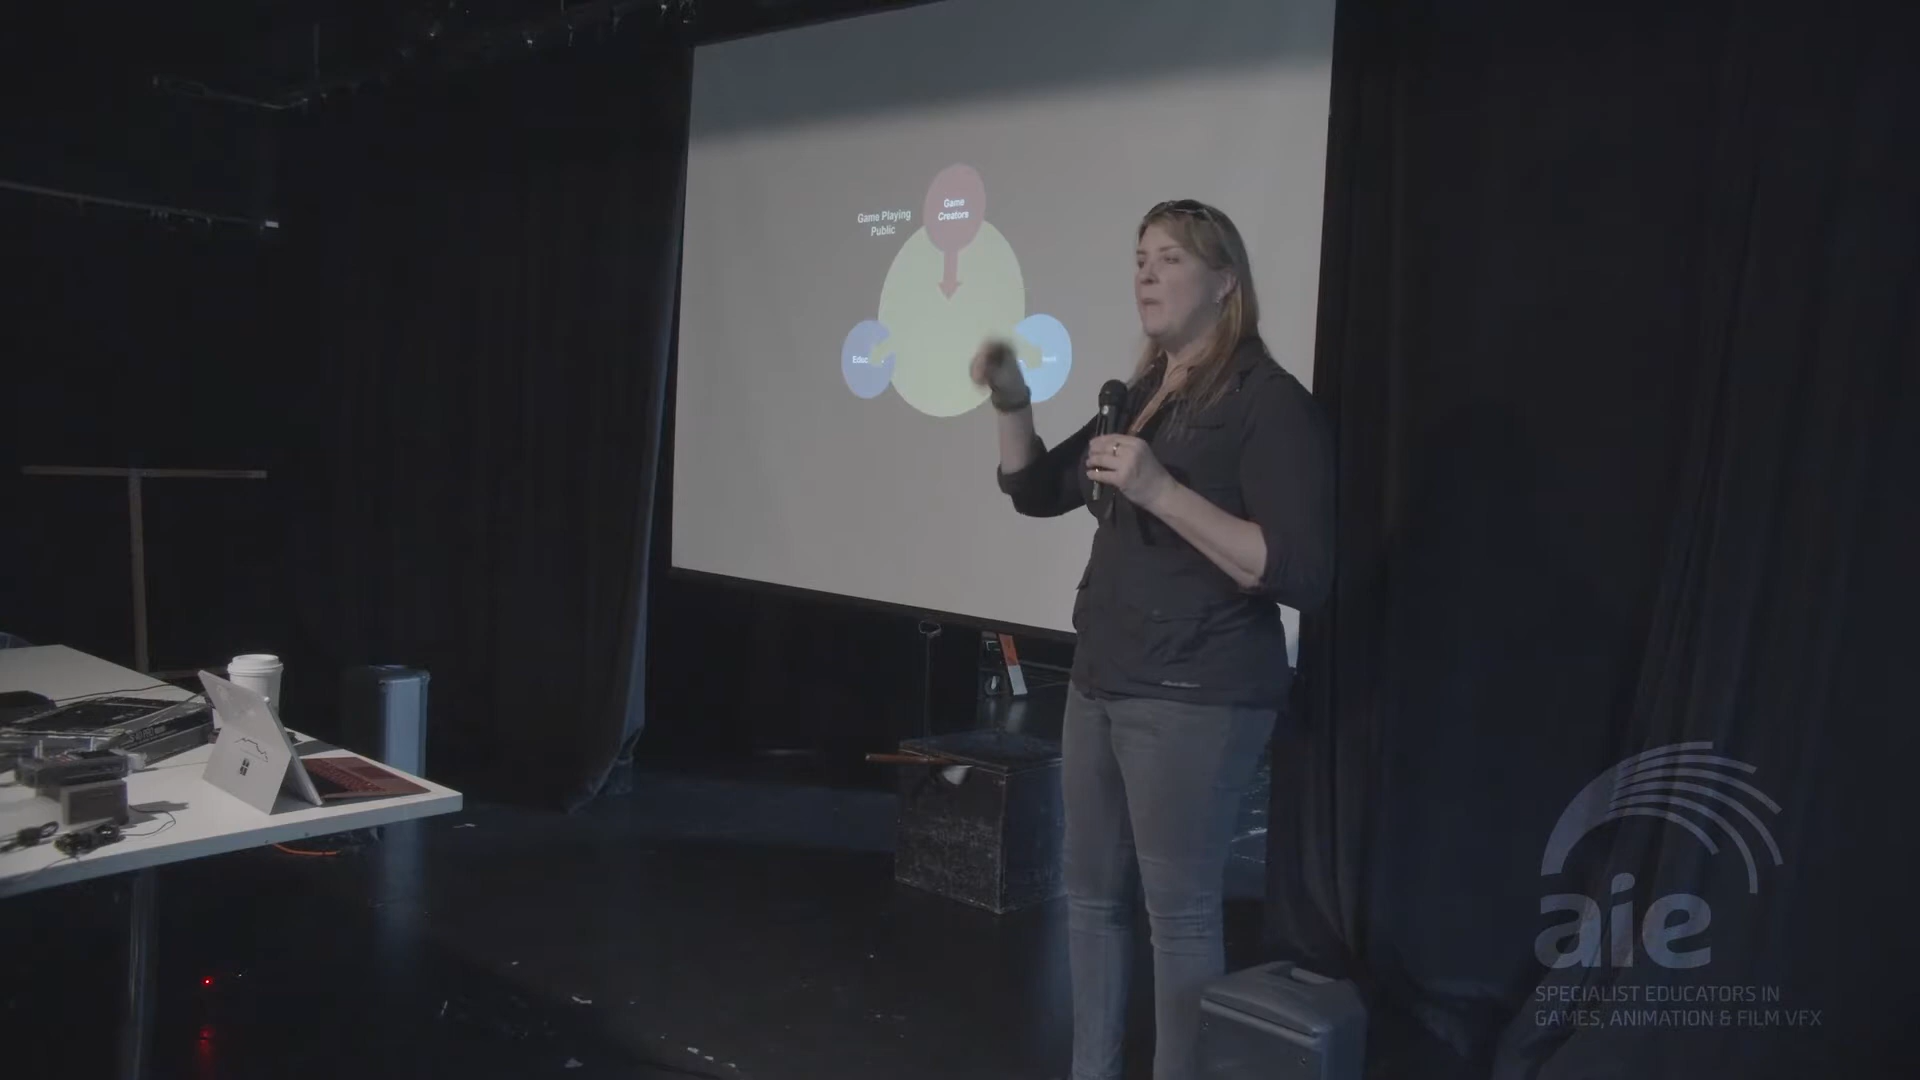 Game Playing
Public
Game
Creators
aie
SPECIALIST EDUCATORS IN
GAMES, ANIMATION & FILM VFX